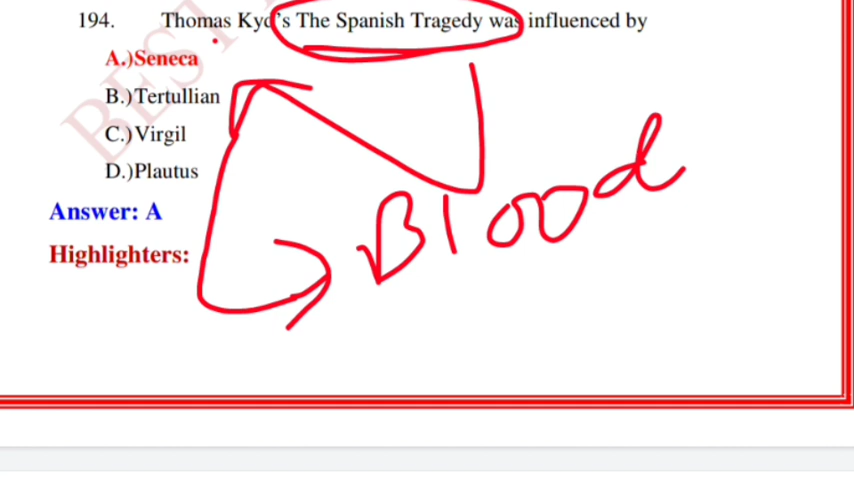 194. Thomas Kyd's The Spanish Tragedy was influenced by
A.)Seneca
B.)Tertullian
C.)Virgil
D.)Plautus
Blood
Answer: A
Highlighters: